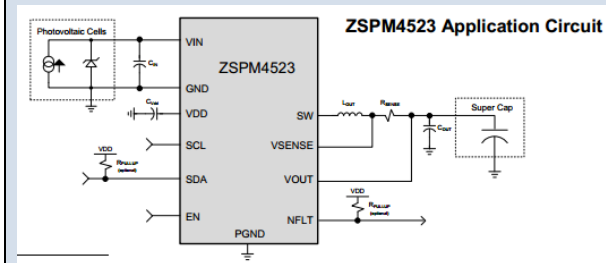 ZSPM4523 Application Circuit
Photovoltaic Cells
CIN
VIN
ZSPM4523
GND
CVDD
VDD
SW
LOUT
RSENSE
Super Cap
COUT
SCL
VSENSE
VDD
RPULLUP
(optional)
SDA
VOUT
VDD
RPULLUP
(optional)
EN
NFLT
PGND